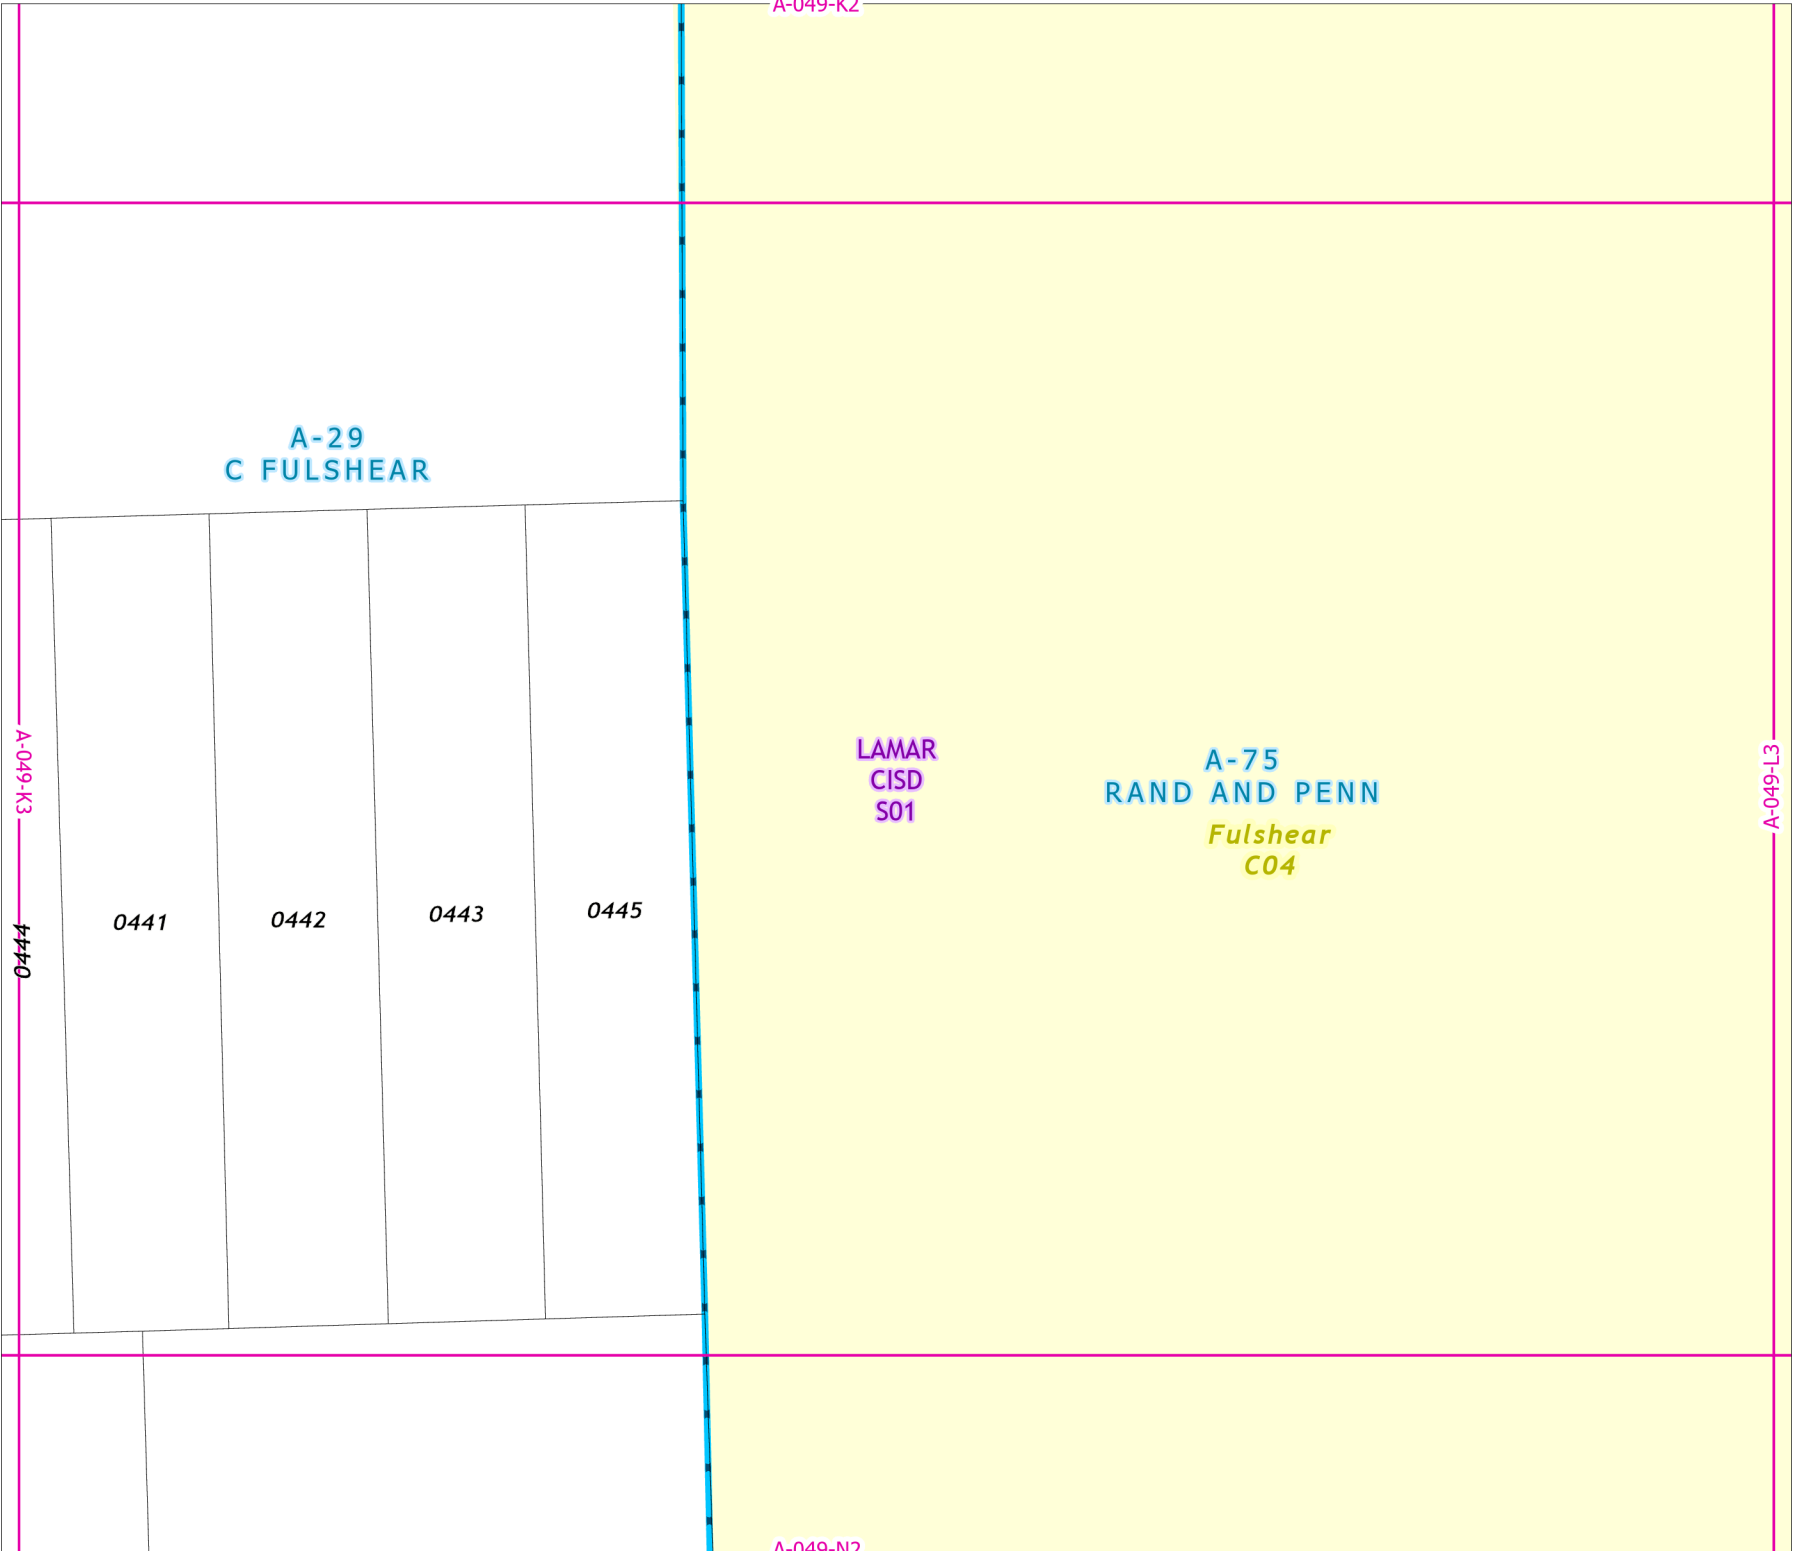 A-049-K2
A-29
C FULSHEAR
A-049-K3
LAMAR
CISD
S01
A-75
RAND AND PENN
Fulshear
C04
A-049-L3
0444
0441
0442
0443
0445
A-049-N2